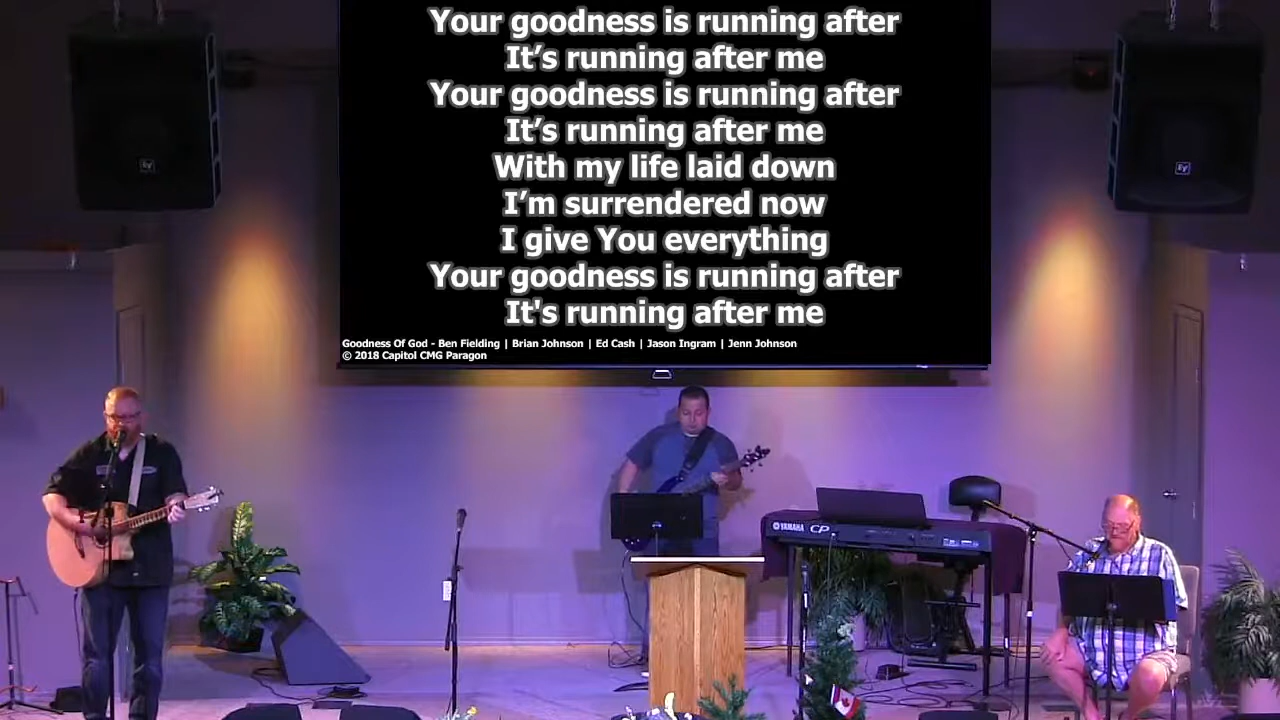 Your goodness is running after
It’s running after me
Your goodness is running after
It’s running after me
With my life laid down
I’m surrendered now
I give You everything
Your goodness is running after
It's running after me
Goodness Of God - Ben Fielding | Brian Johnson | Ed Cash | Jason Ingram | Jenn Johnson
© 2018 Capitol CMG Paragon
EV
EV
YAMAHA CP